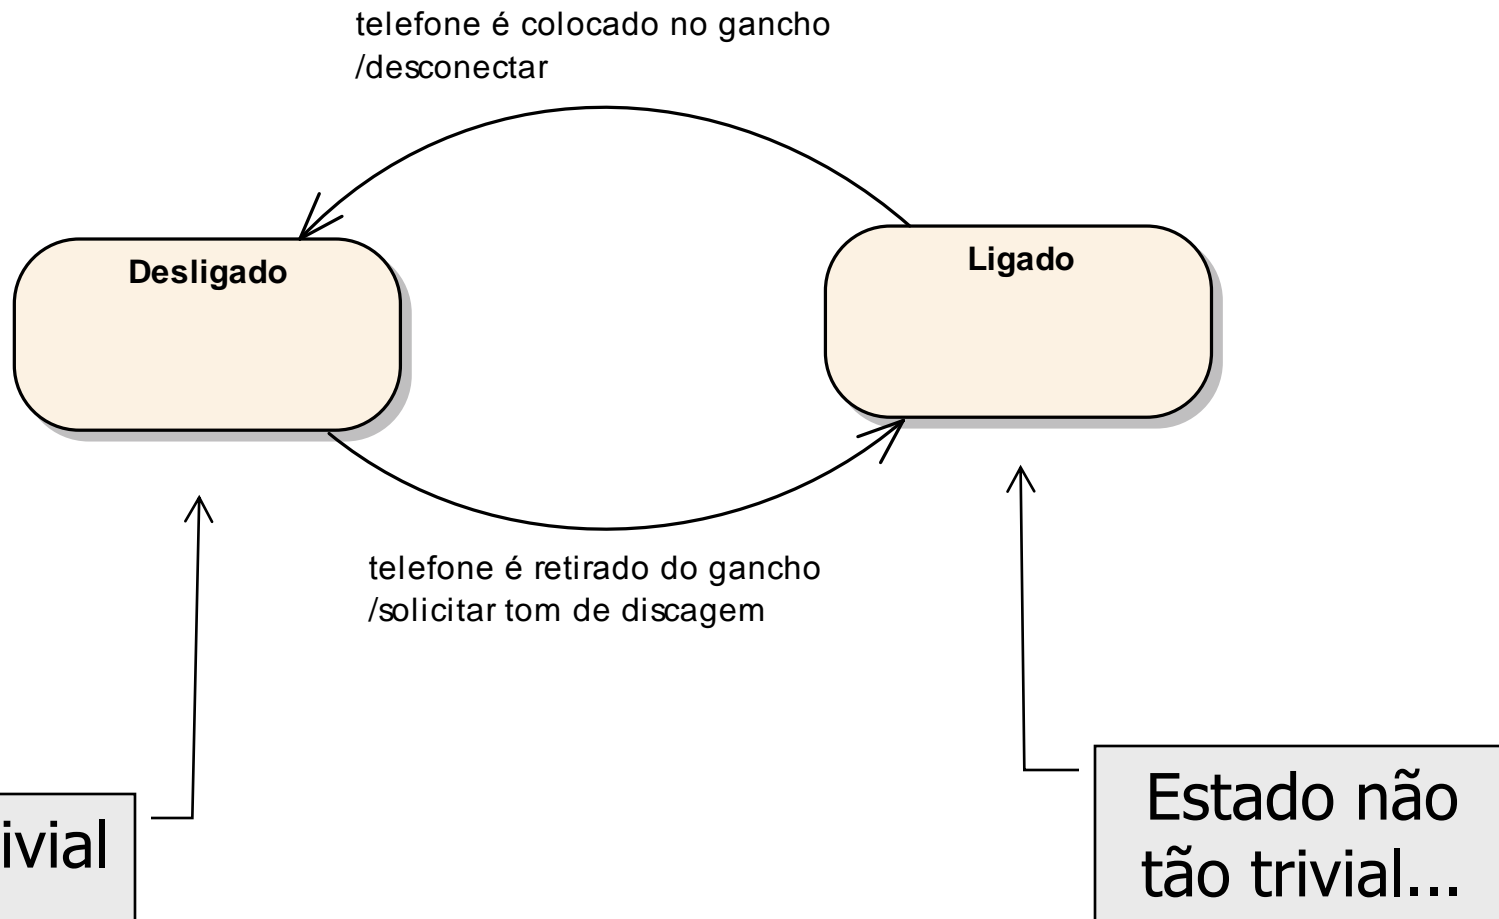 telefone é colocado no gancho
/desconectar
Desligado
Ligado
telefone é retirado do gancho
/solicitar tom de discagem
Estado não
tão trivial...